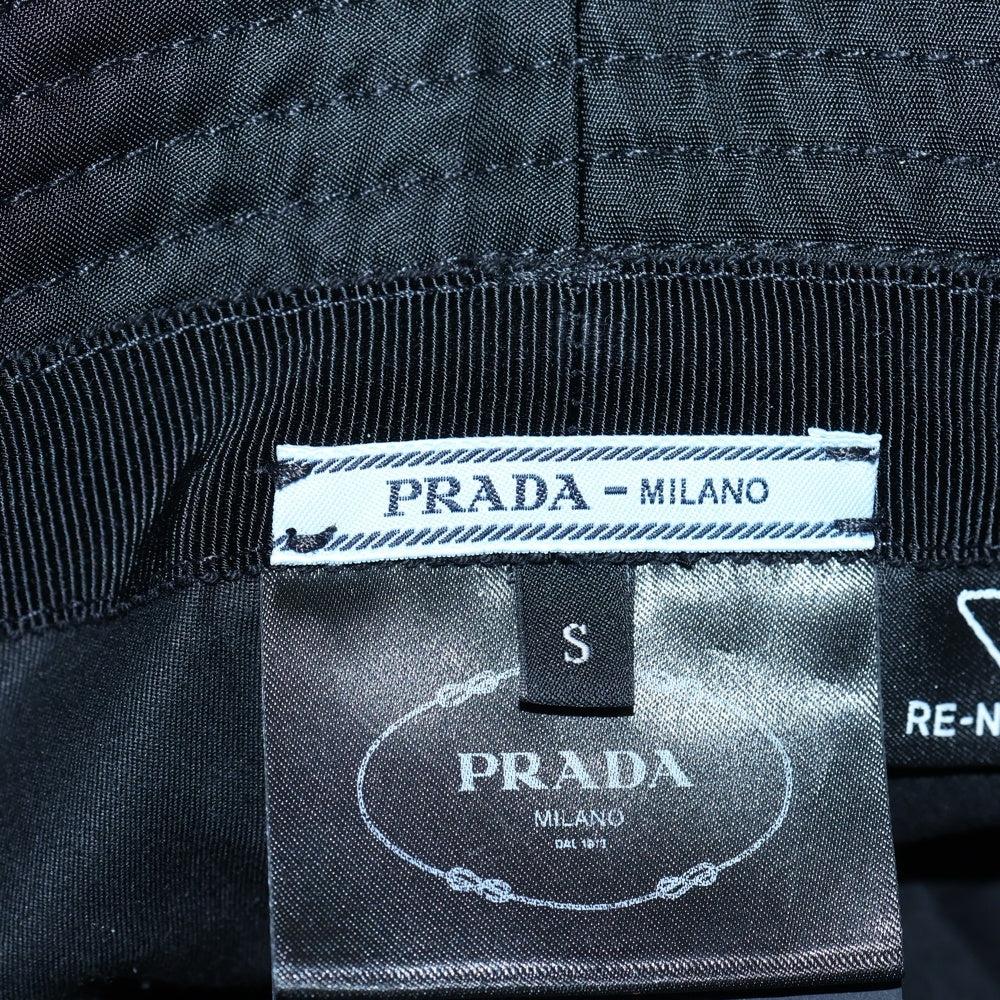 PRADA - MILANO
S
PRADA
MILANO
DAL 1913
RE-N